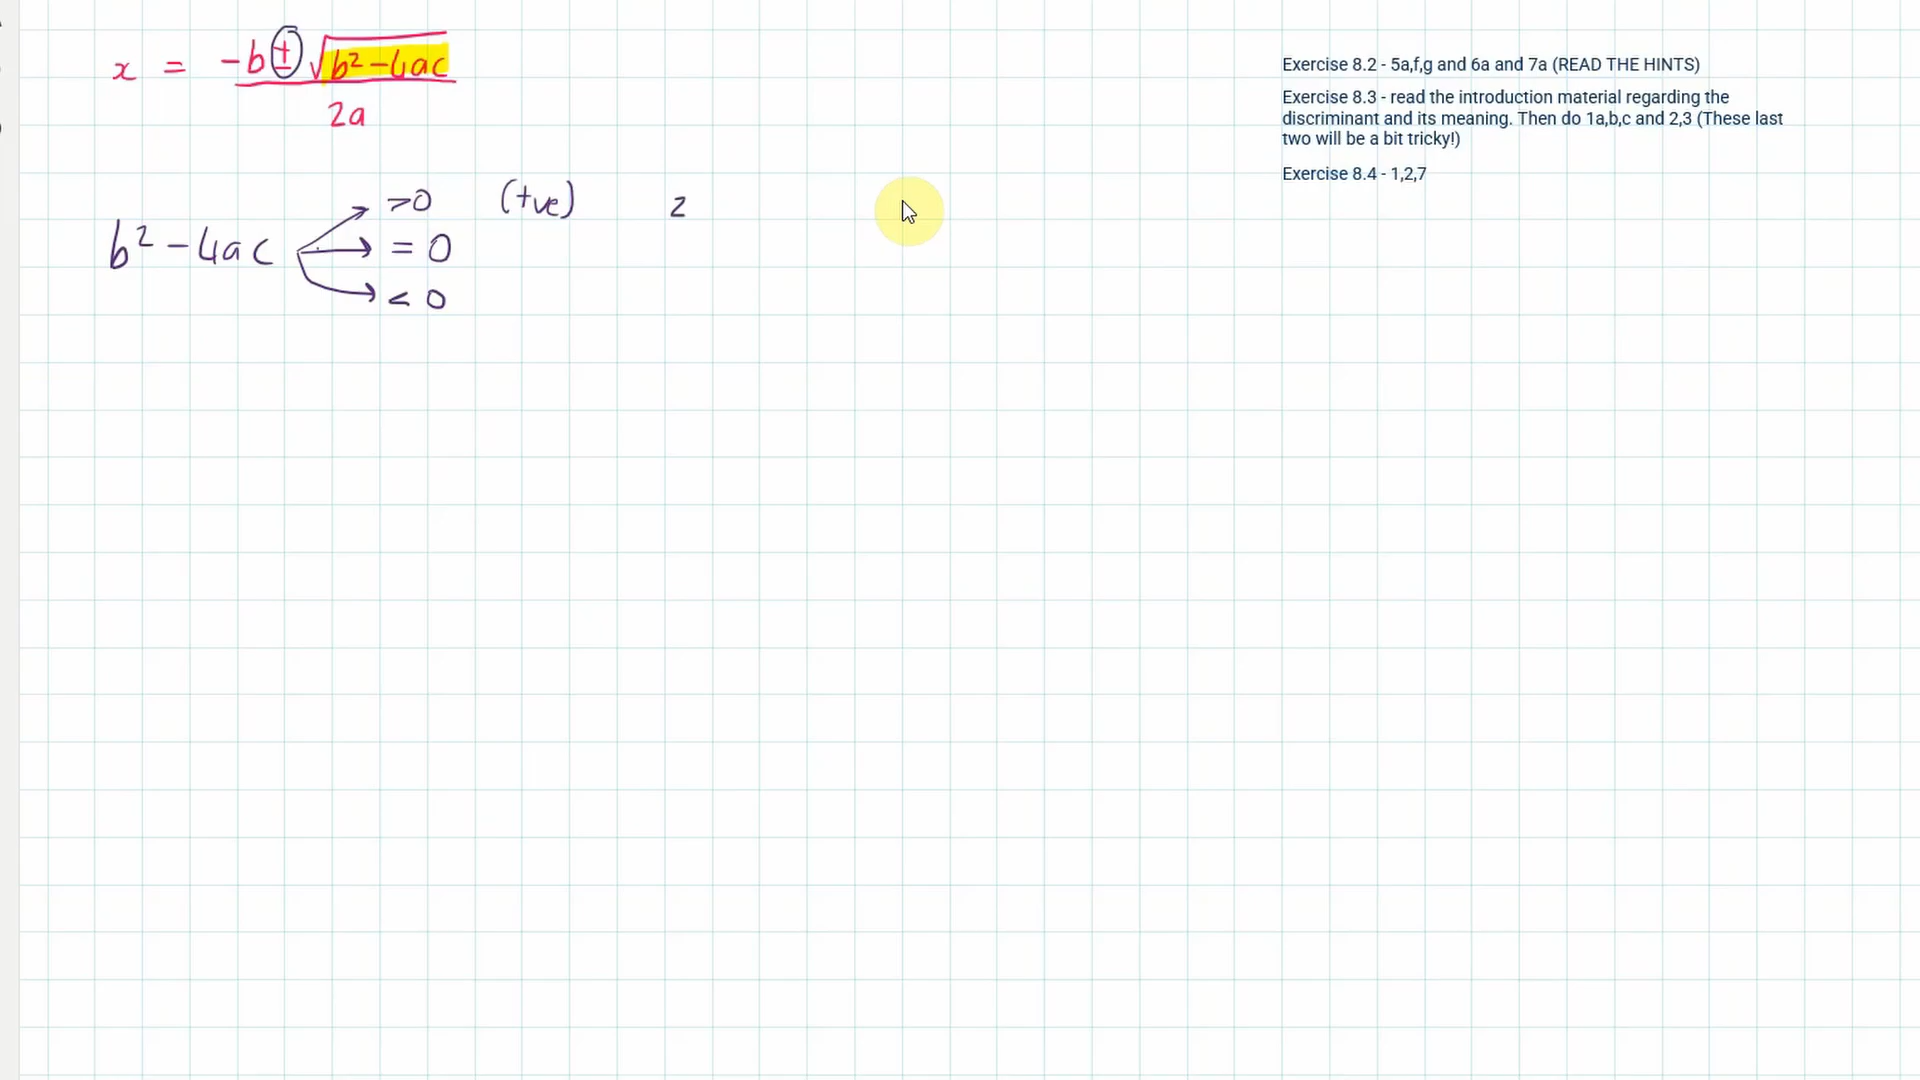 x = -b ± √b² - 4ac
2a
b² - 4ac
>0 (+ve) 2
= 0
< 0
Exercise 8.2 - 5a,f,g and 6a and 7a (READ THE HINTS)
Exercise 8.3 - read the introduction material regarding the
discriminant and its meaning. Then do 1a,b,c and 2,3 (These last
two will be a bit tricky!)
Exercise 8.4 - 1,2,7